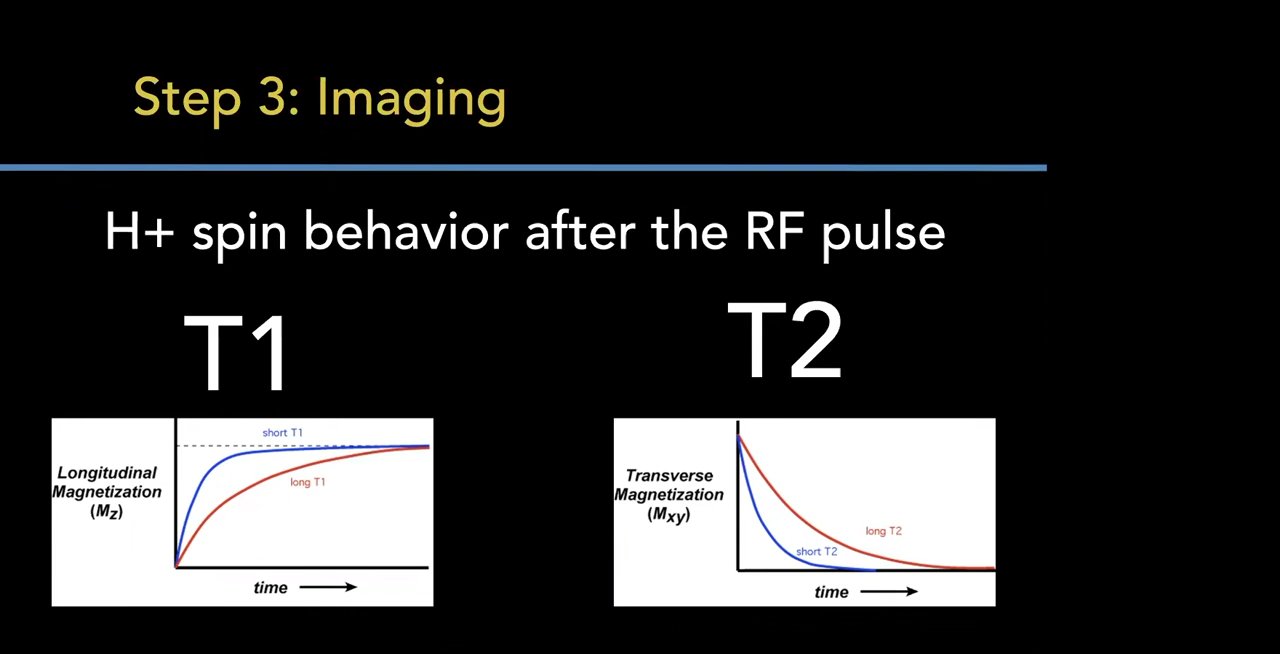 Step 3: Imaging
H+ spin behavior after the RF pulse
T1
short T1
long T1
Longitudinal
Magnetization
(Mz)
time
T2
Transverse
Magnetization
(Mxy)
long T2
short T2
time